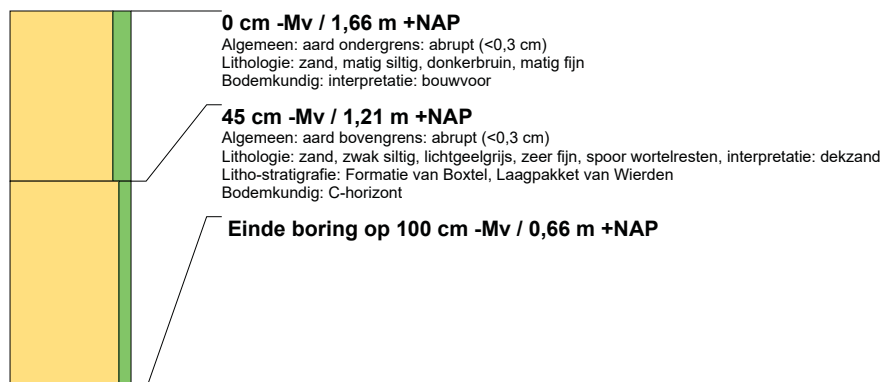 0 cm -Mv / 1,66 m +NAP
Algemeen: aard ondergrens: abrupt (<0,3 cm)
Lithologie: zand, matig siltig, donkerbruin, matig fijn
Bodemkundig: interpretatie: bouwvoor
45 cm -Mv / 1,21 m +NAP
Algemeen: aard bovengrens: abrupt (<0,3 cm)
Lithologie: zand, zwak siltig, lichtgeelgrijs, zeer fijn, spoor wortelresten, interpretatie: dekzand
Litho-stratigrafie: Formatie van Boxtel, Laagpakket van Wierden
Bodemkundig: C-horizont
Einde boring op 100 cm -Mv / 0,66 m +NAP